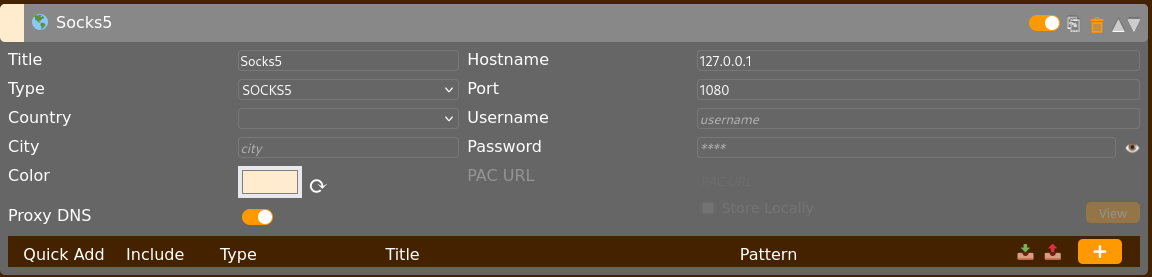 Socks5
Title Socks5 Hostname 127.0.0.1
Type SOCKS5 Port 1080
Country Username username
City city Password ****
Color PAC URL PAC URL
Store Locally
Proxy DNS View
Quick Add Include Type Title Pattern +